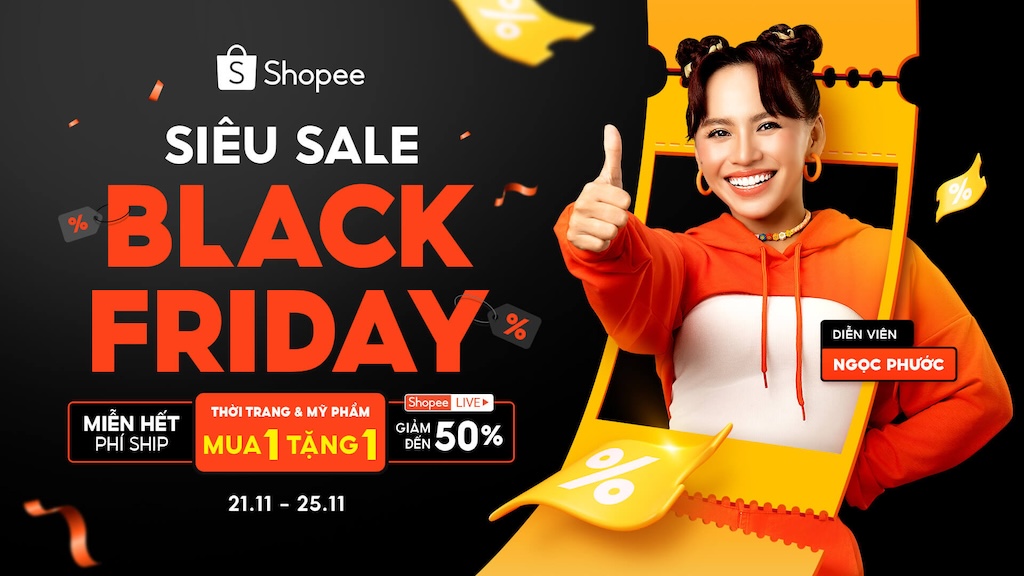 S Shopee
SIÊU SALE
BLACK
FRIDAY
%
%
MIỄN HẾT
PHÍ SHIP
THỜI TRANG & MỸ PHẨM
MUA 1 TẶNG 1
Shopee LIVE
GIẢM
ĐẾN
50%
21.11 - 25.11
%
%
%
DIỄN VIÊN
NGỌC PHƯỚC